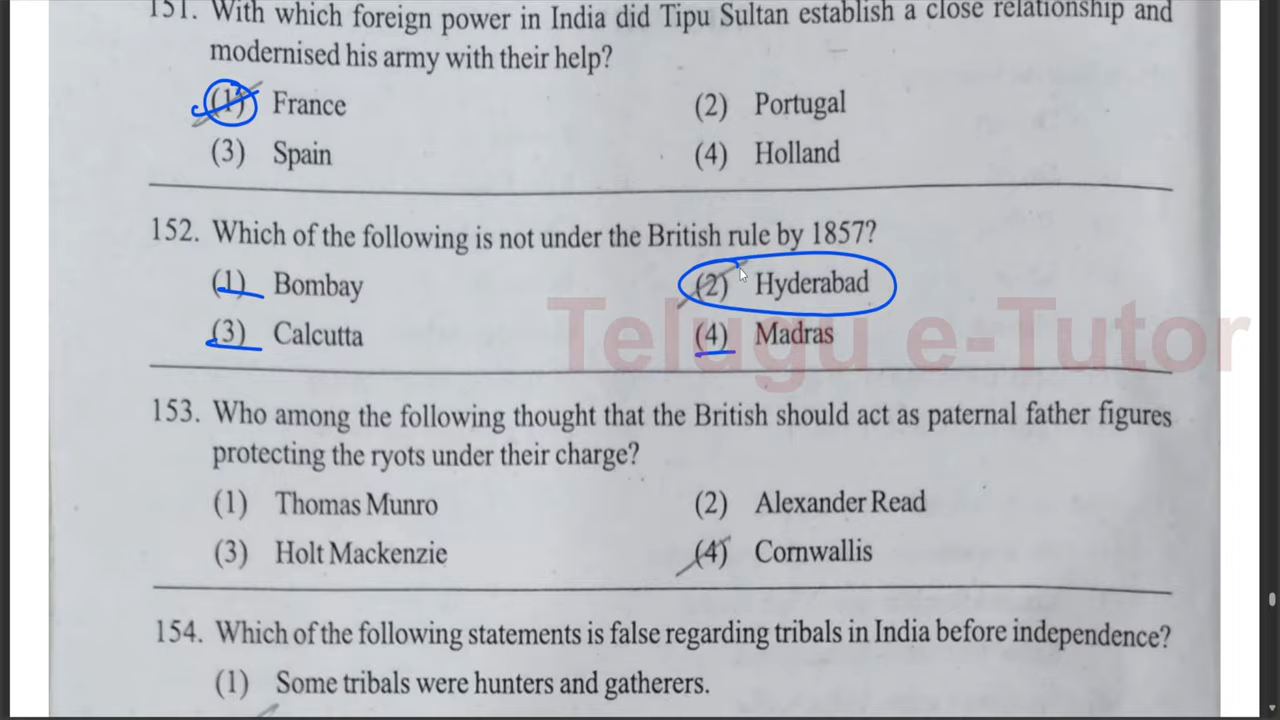 151. With which foreign power in India did Tipu Sultan establish a close relationship and
modernised his army with their help?
(1) France (2) Portugal
(3) Spain (4) Holland
152. Which of the following is not under the British rule by 1857?
(1) Bombay (2) Hyderabad
(3) Calcutta (4) Madras
Telugu e-Tutor
153. Who among the following thought that the British should act as paternal father figures
protecting the ryots under their charge?
(1) Thomas Munro (2) Alexander Read
(3) Holt Mackenzie (4) Cornwallis
154. Which of the following statements is false regarding tribals in India before independence?
(1) Some tribals were hunters and gatherers.